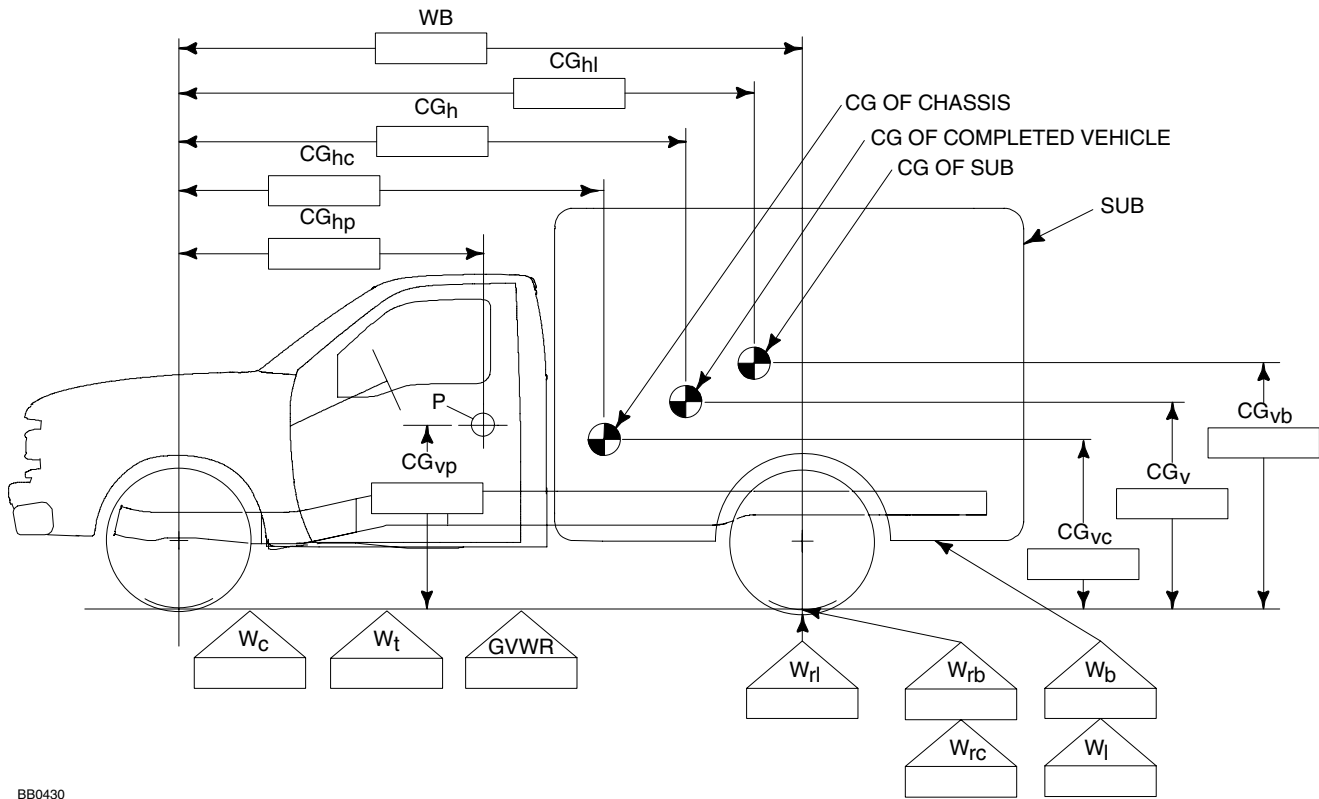 WB
CGhl
CGh
CGhc
CGhp
CG OF CHASSIS
CG OF COMPLETED VEHICLE
CG OF SUB
SUB
P
CGvp
CGvb
CGv
CGvc
Wc
Wt
GVWR
Wrl
Wrb
Wb
Wrc
Wl
BB0430